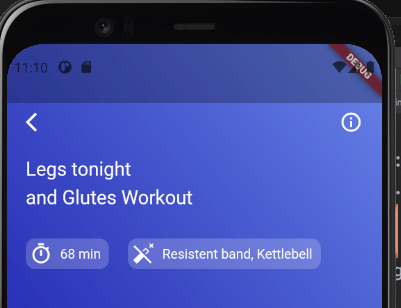 11:10
DEBUG
Legs tonight
and Glutes Workout
68 min
Resistent band, Kettlebell